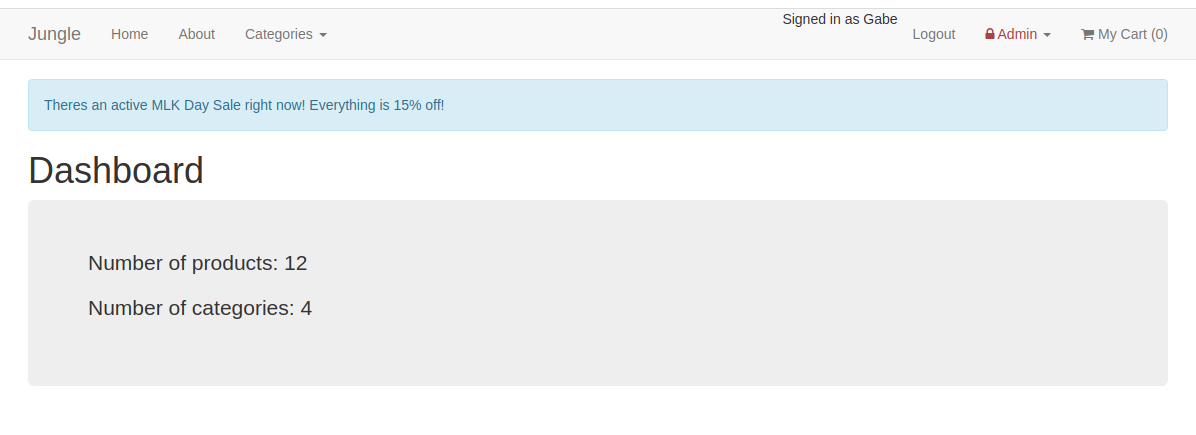 Signed in as Gabe
Jungle Home About Categories Logout Admin My Cart (0)
Theres an active MLK Day Sale right now! Everything is 15% off!
Dashboard
Number of products: 12
Number of categories: 4